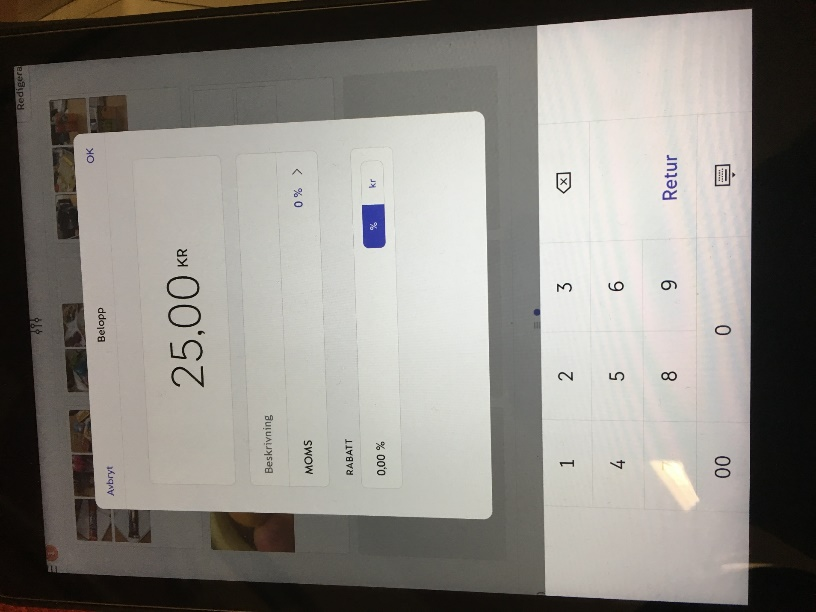 Redigera
Avbryt Belopp OK
25,00 KR
Beskrivning
MOMS 0 %
RABATT
0,00 % % kr
1 2 3
4 5 6
8 9 Retur
00 0